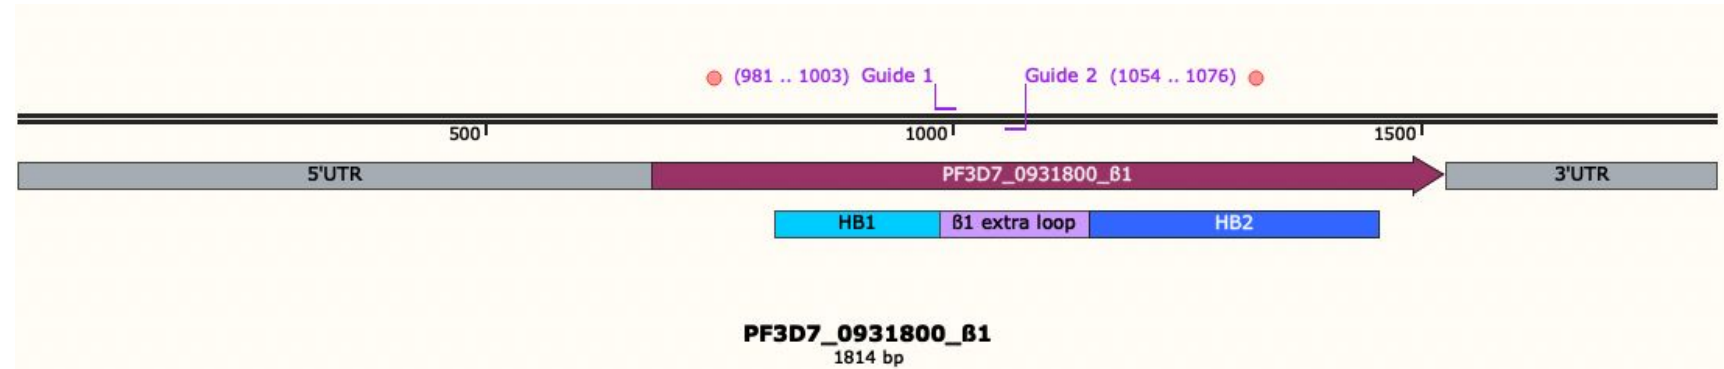 (981 .. 1003) Guide 1 Guide 2 (1054 .. 1076)
500 1000 1500
5'UTR PF3D7_0931800_ß1 3'UTR
HB1 ß1 extra loop HB2
PF3D7_0931800_ß1
1814 bp